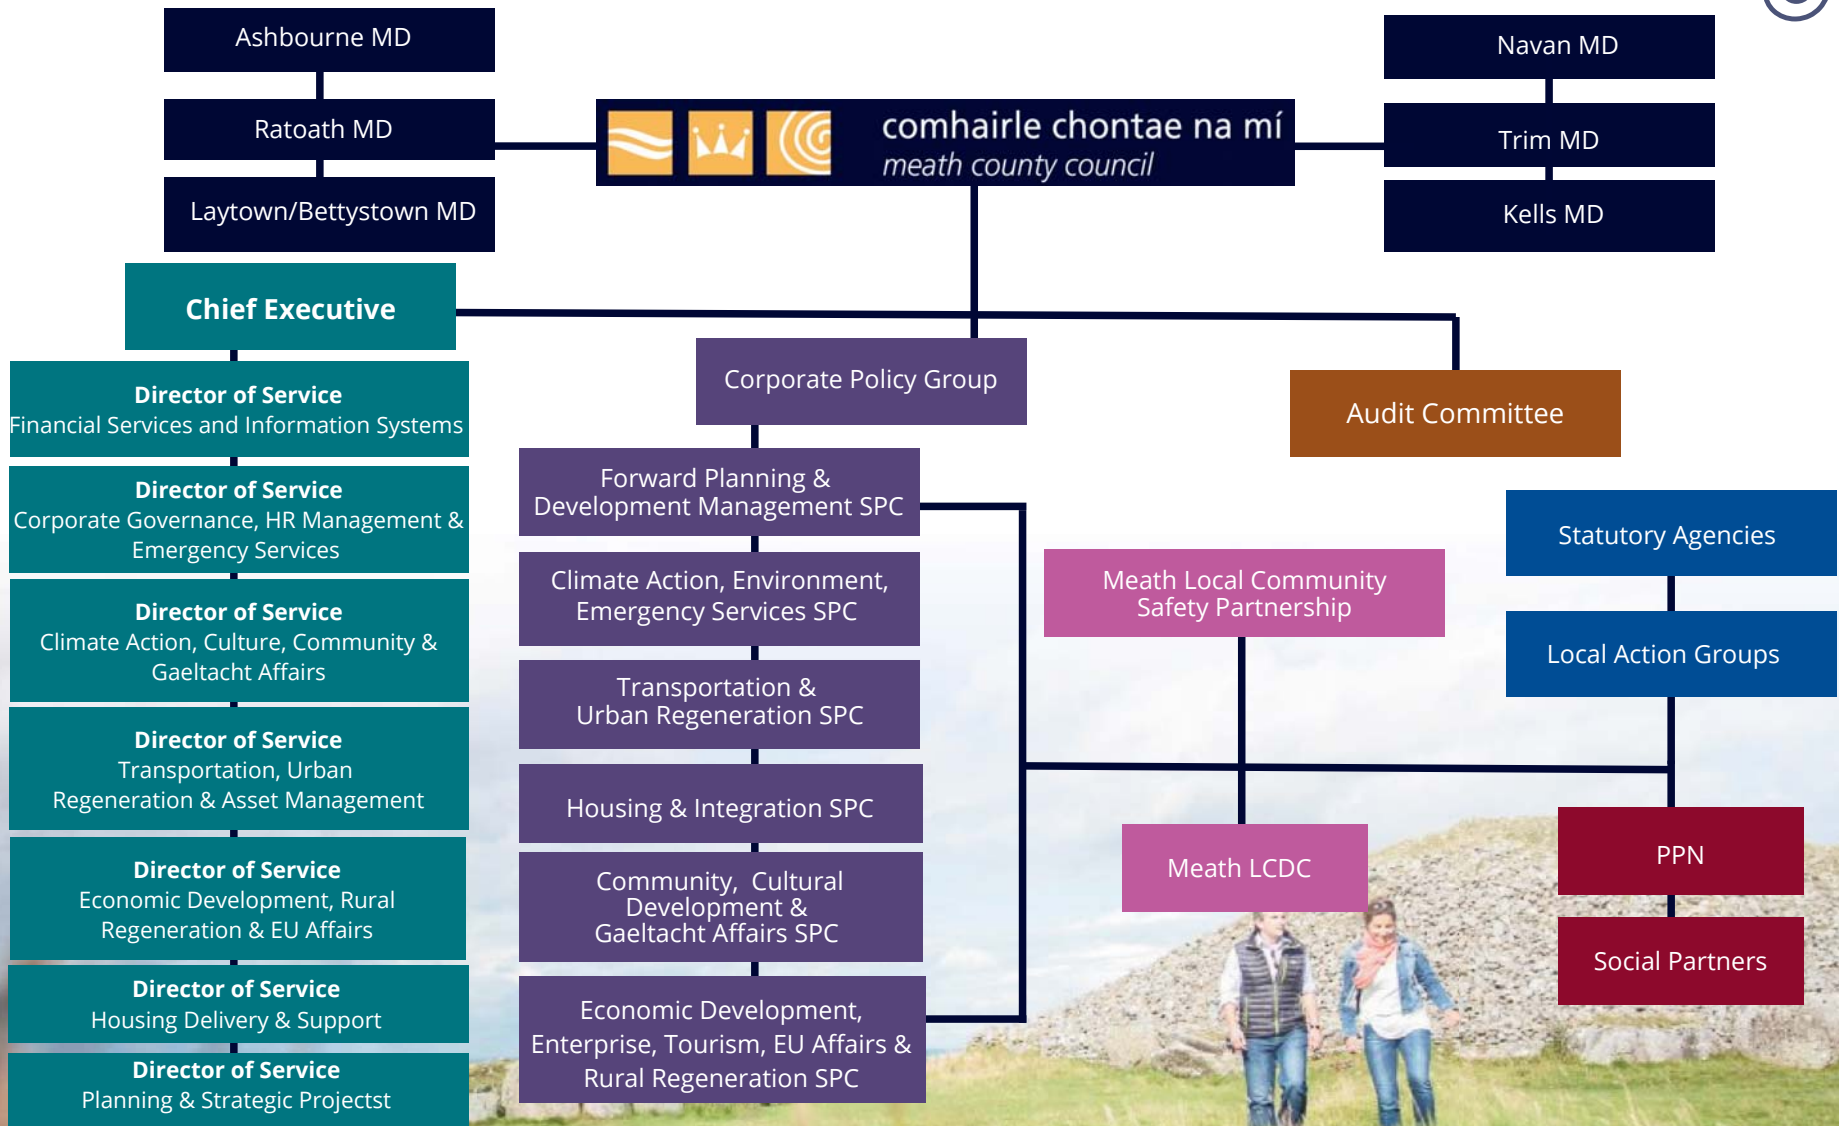 Ashbourne MD
Ratoath MD
Laytown/Bettystown MD
comhairle chontae na mí
meath county council
Navan MD
Trim MD
Kells MD
Chief Executive
Director of Service
Financial Services and Information Systems
Director of Service
Corporate Governance, HR Management &
Emergency Services
Director of Service
Climate Action, Culture, Community &
Gaeltacht Affairs
Director of Service
Transportation, Urban
Regeneration & Asset Management
Director of Service
Economic Development, Rural
Regeneration & EU Affairs
Director of Service
Housing Delivery & Support
Director of Service
Planning & Strategic Projectst
Corporate Policy Group
Forward Planning &
Development Management SPC
Climate Action, Environment,
Emergency Services SPC
Transportation &
Urban Regeneration SPC
Housing & Integration SPC
Community, Cultural
Development &
Gaeltacht Affairs SPC
Economic Development,
Enterprise, Tourism, EU Affairs &
Rural Regeneration SPC
Audit Committee
Meath Local Community
Safety Partnership
Meath LCDC
Statutory Agencies
Local Action Groups
PPN
Social Partners